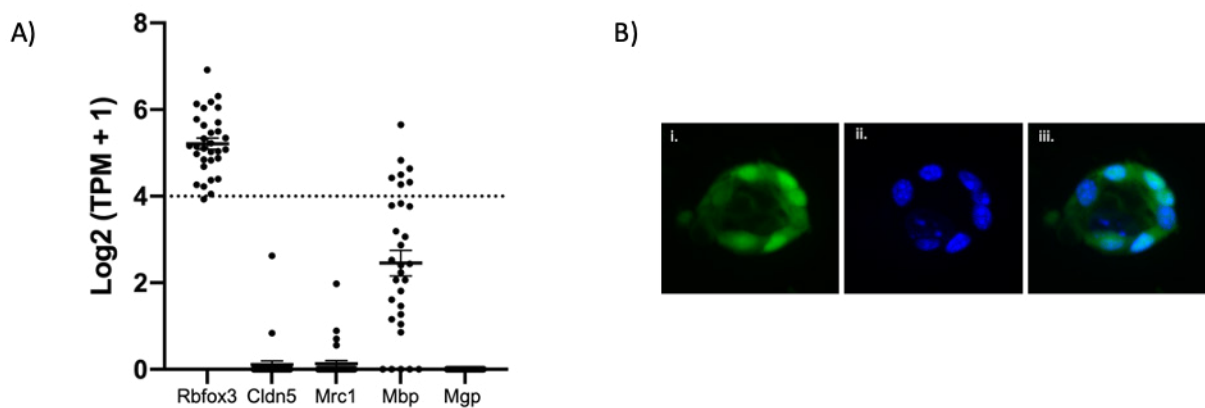 A)
Log2 (TPM + 1)
8
6
4
2
0
Rbfox3 Cldn5 Mrc1 Mbp Mgp
B)
i. ii. iii.